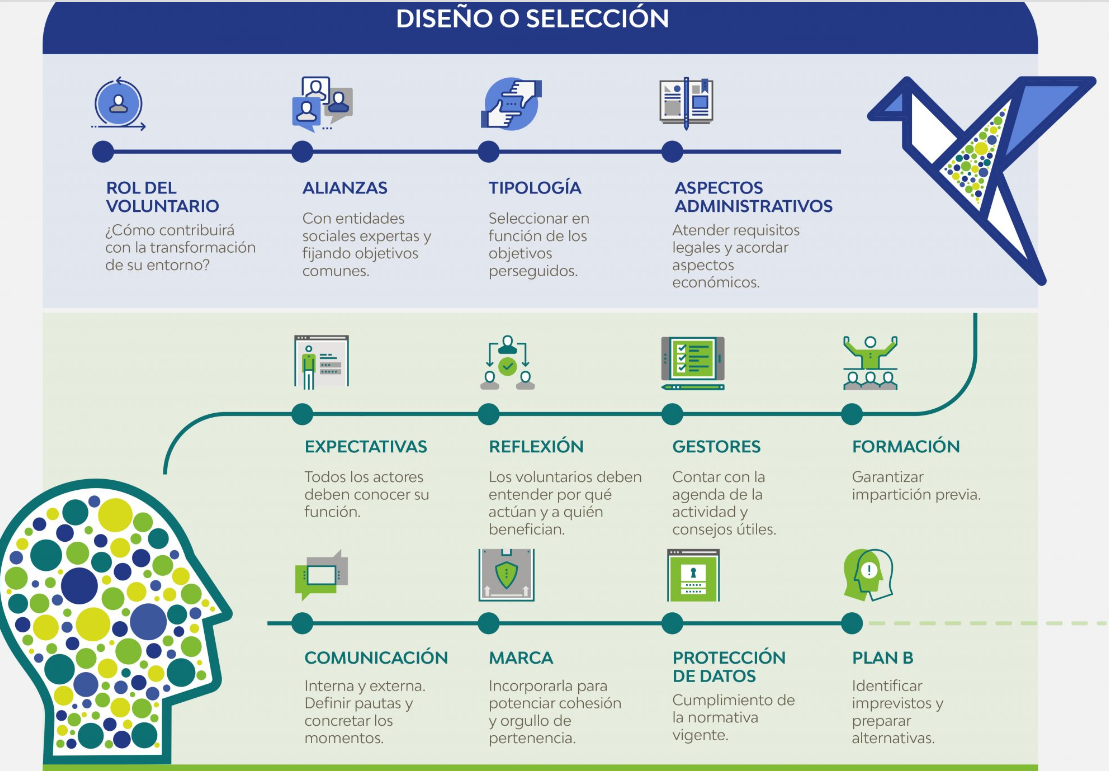 DISEÑO O SELECCIÓN
ROL DEL
VOLUNTARIO
¿Cómo contribuirá
con la transformación
de su entorno?
ALIANZAS
Con entidades
sociales expertas y
fijando objetivos
comunes.
TIPOLOGÍA
Seleccionar en
función de los
objetivos
perseguidos.
ASPECTOS
ADMINISTRATIVOS
Atender requisitos
legales y acordar
aspectos
económicos.
EXPECTATIVAS
Todos los actores
deben conocer su
función.
REFLEXIÓN
Los voluntarios deben
entender por qué
actúan y a quién
benefician.
GESTORES
Contar con la
agenda de la
actividad y
consejos útiles.
FORMACIÓN
Garantizar
impartición previa.
COMUNICACIÓN
Interna y externa.
Definir pautas y
concretar los
momentos.
MARCA
Incorporarla para
potenciar cohesión
y orgullo de
pertenencia.
PROTECCIÓN
DE DATOS
Cumplimiento de
la normativa
vigente.
PLAN B
Identificar
imprevistos y
preparar
alternativas.